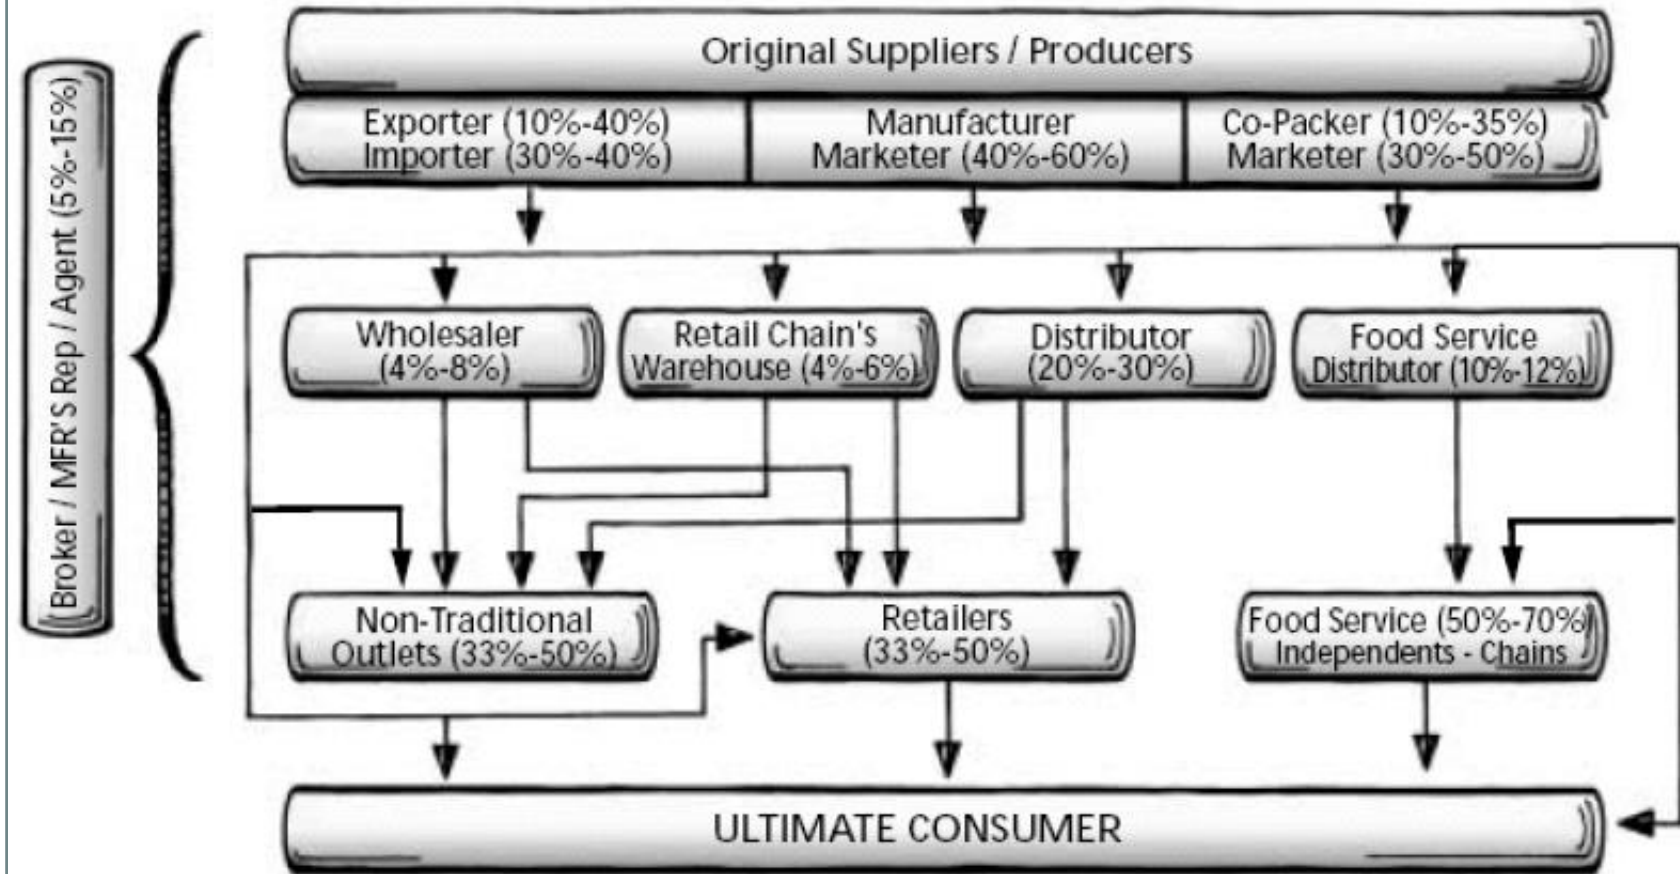 Broker / MFR'S Rep / Agent (5%-15%)
Original Suppliers / Producers
Exporter (10%-40%)
Importer (30%-40%)
Manufacturer
Marketer (40%-60%)
Co-Packer (10%-35%)
Marketer (30%-50%)
Wholesaler
(4%-8%)
Retail Chain's
Warehouse (4%-6%)
Distributor
(20%-30%)
Food Service
Distributor (10%-12%)
Non-Traditional
Outlets (33%-50%)
Retailers
(33%-50%)
Food Service (50%-70%)
Independents - Chains
ULTIMATE CONSUMER